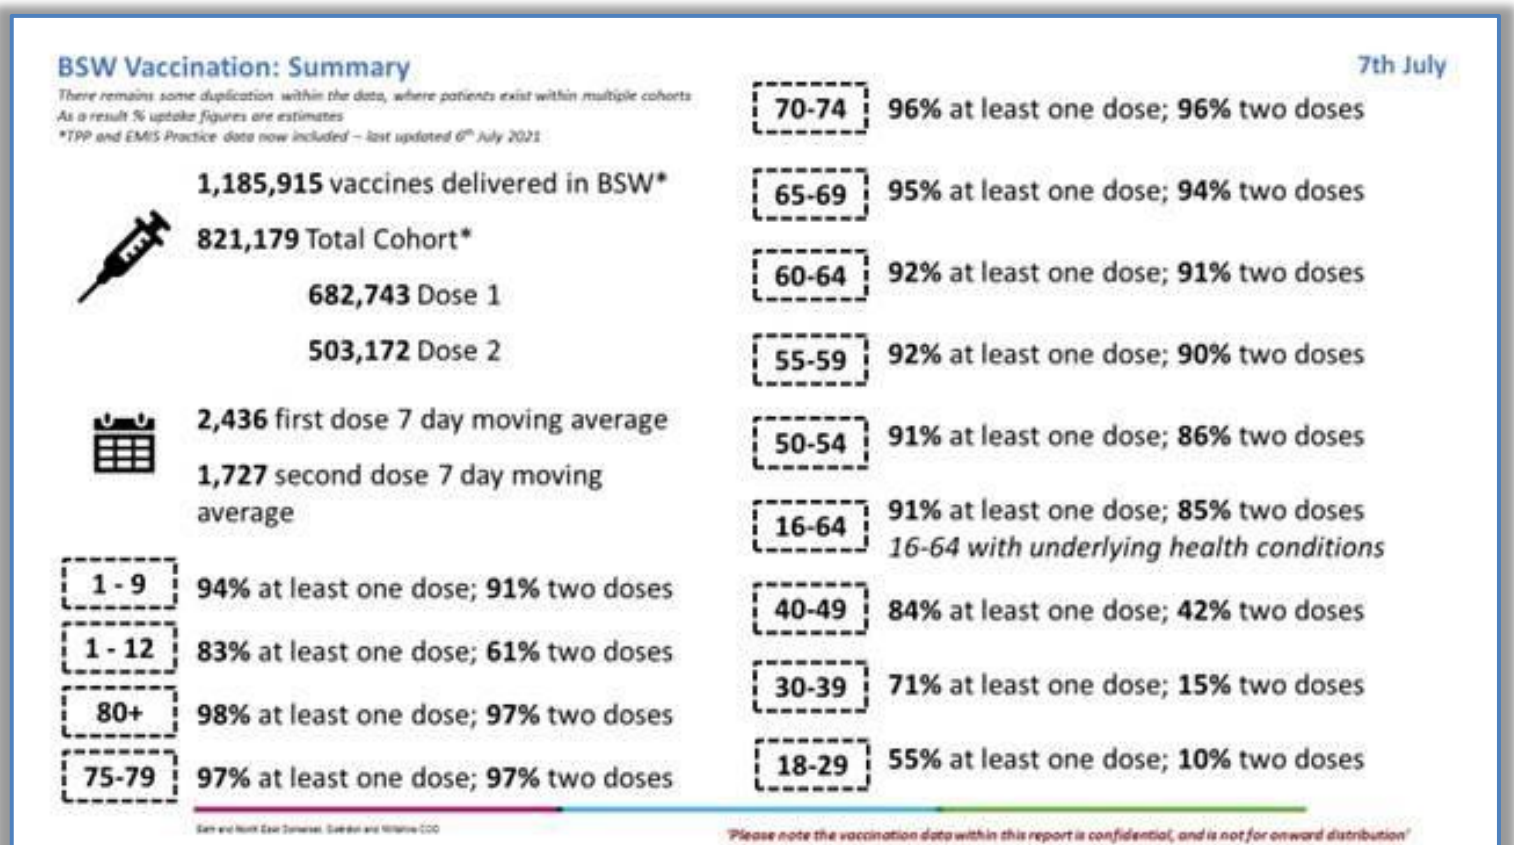 BSW Vaccination: Summary
7th July
There remains some duplication within the data, where patients exist within multiple cohorts
As a result % uptake figures are estimates
*TPP and EMIS Practice data now included – last updated 6th July 2021
1,185,915 vaccines delivered in BSW*
821,179 Total Cohort*
682,743 Dose 1
503,172 Dose 2
2,436 first dose 7 day moving average
1,727 second dose 7 day moving
average
1 - 9 94% at least one dose; 91% two doses
1 - 12 83% at least one dose; 61% two doses
80+ 98% at least one dose; 97% two doses
75-79 97% at least one dose; 97% two doses
70-74 96% at least one dose; 96% two doses
65-69 95% at least one dose; 94% two doses
60-64 92% at least one dose; 91% two doses
55-59 92% at least one dose; 90% two doses
50-54 91% at least one dose; 86% two doses
16-64 91% at least one dose; 85% two doses
16-64 with underlying health conditions
40-49 84% at least one dose; 42% two doses
30-39 71% at least one dose; 15% two doses
18-29 55% at least one dose; 10% two doses
Bath and North East Somerset, Swindon and Wiltshire CCG
'Please note the vaccination data within this report is confidential, and is not for onward distribution'